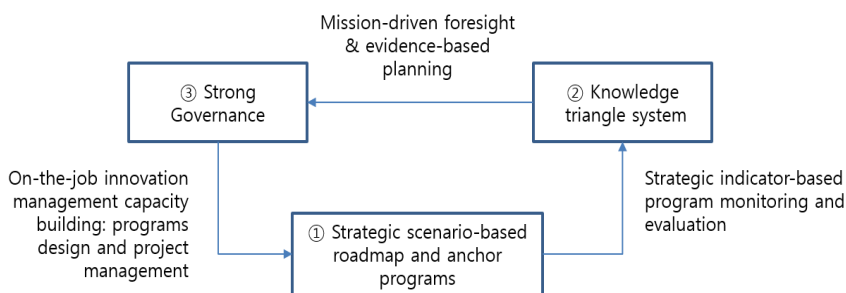 Mission-driven foresight
& evidence-based
planning
③ Strong
Governance
② Knowledge
triangle system
On-the-job innovation
management capacity
building: programs
design and project
management
Strategic indicator-based
program monitoring and
evaluation
① Strategic scenario-based
roadmap and anchor
programs